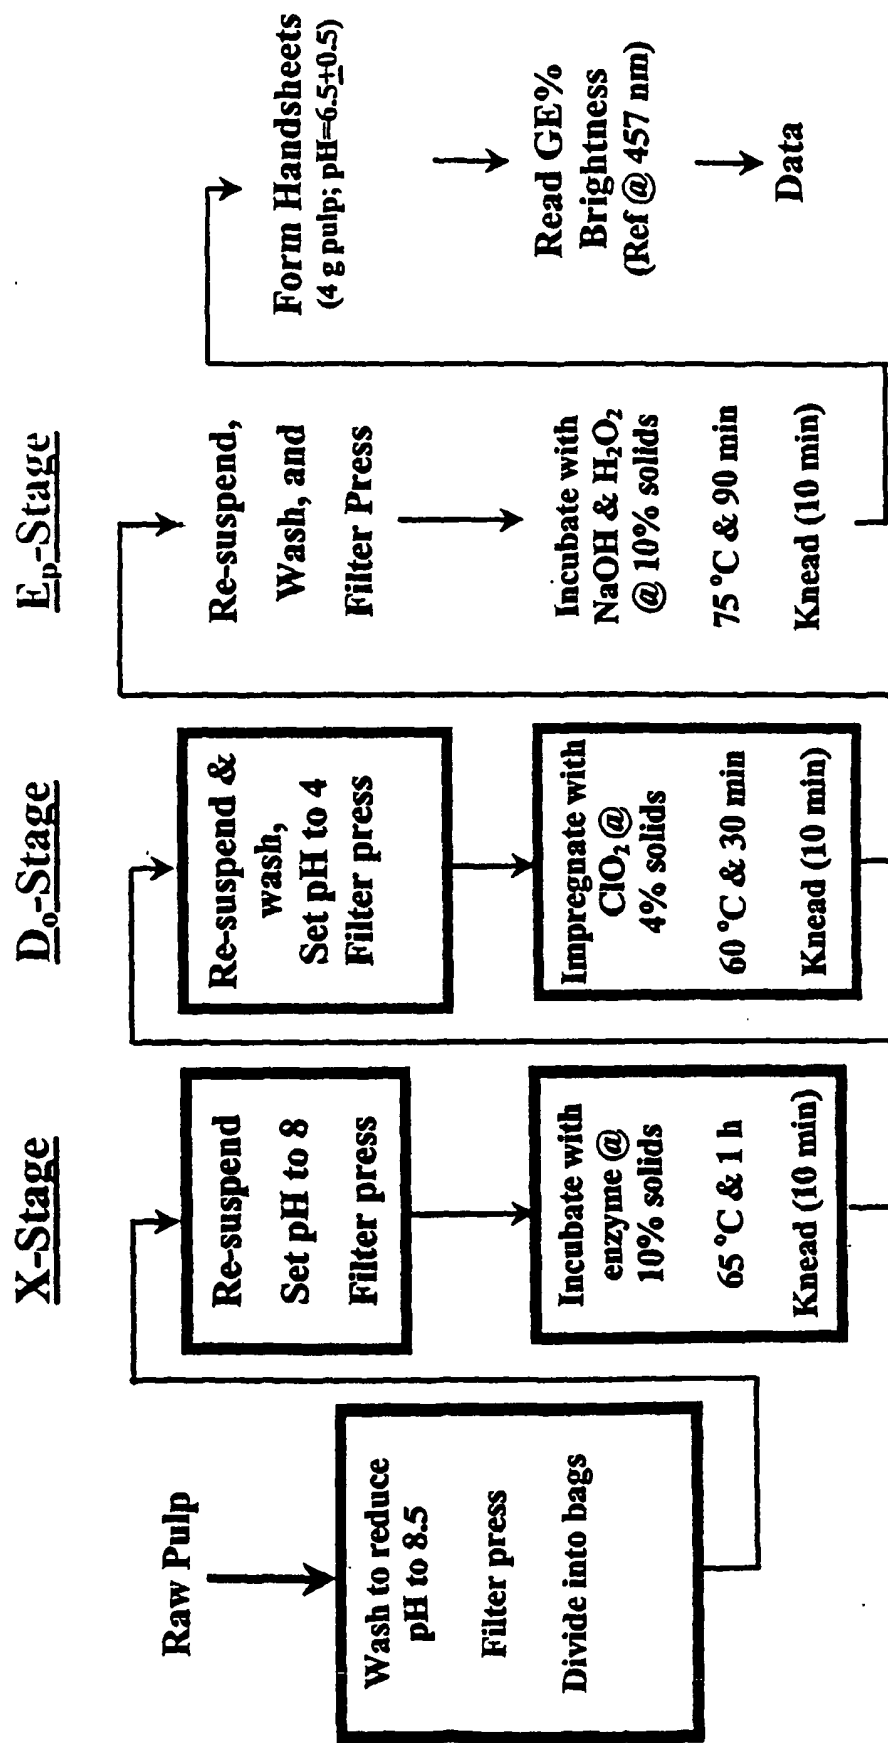 Raw Pulp
Wash to reduce
pH to 8.5
Filter press
Divide into bags
X-Stage
Re-suspend
Set pH to 8
Filter press
Incubate with
enzyme @
10% solids
65 °C & 1 h
Knead (10 min)
Do-Stage
Re-suspend &
wash,
Set pH to 4
Filter press
Impregnate with
ClO₂ @
4% solids
60 °C & 30 min
Knead (10 min)
Ep-Stage
Re-suspend,
Wash, and
Filter Press
Incubate with
NaOH & H₂O₂
@ 10% solids
75 °C & 90 min
Knead (10 min)
Form Handsheets
(4 g pulp; pH=6.5±0.5)
Read GE%
Brightness
(Ref @ 457 nm)
Data